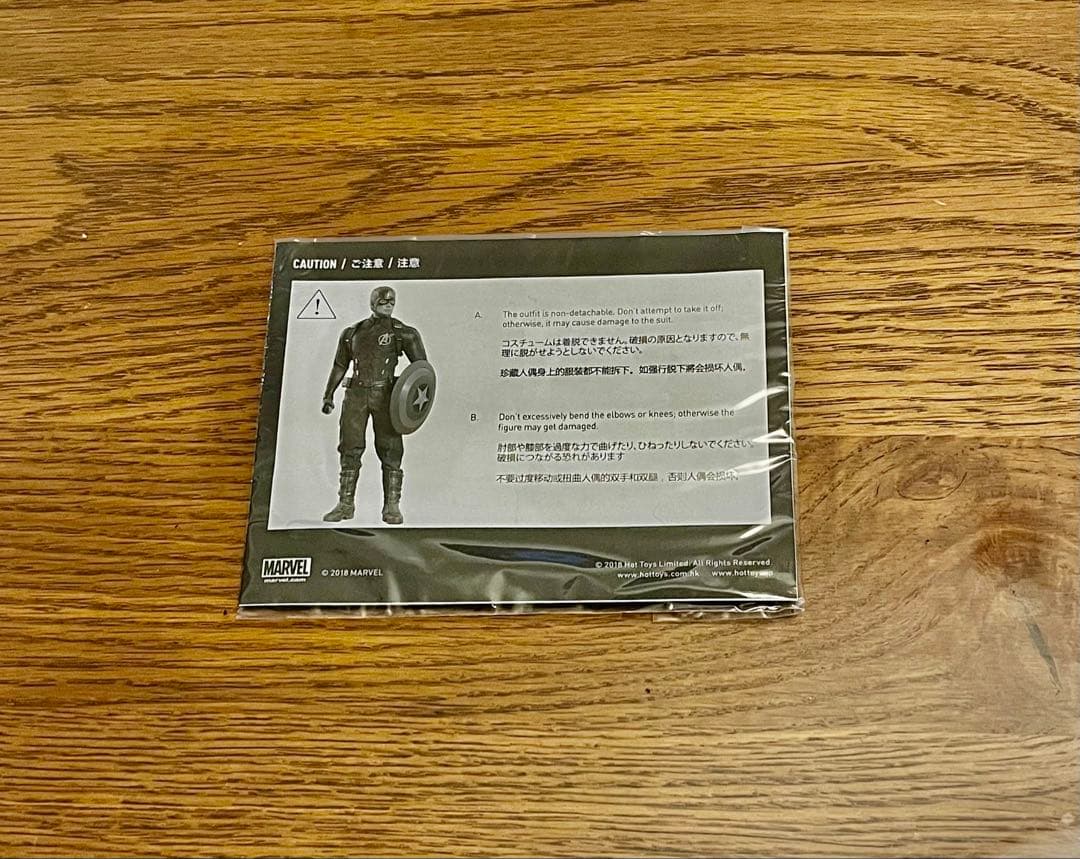 CAUTION / ご注意 / 注意
A. The outfit is non-detachable. Don't attempt to take it off;
otherwise, it may cause damage to the suit.
コスチュームは着脱できません。破損の原因となりますので、無
理に脱がせようとしないでください。
珍藏人偶身上的服装都不能拆下。如强行脱下將会损坏人偶。
B. Don't excessively bend the elbows or knees; otherwise the
figure may get damaged.
肘部や膝部を過度な力で曲げたり、ひねったりしないでください。
破損につながる恐れがあります
不要过度移动或扭曲人偶的双手和双腿，否则人偶会损坏。
MARVEL
marvel.com
© 2018 MARVEL
© 2018 Hot Toys Limited. All Rights Reserved.
www.hottoys.com.hk